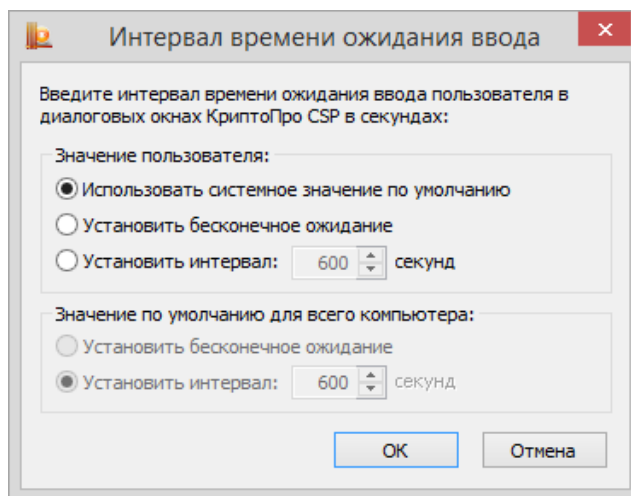 Интервал времени ожидания ввода
Введите интервал времени ожидания ввода пользователя в
диалоговых окнах КриптоПро CSP в секундах:
Значение пользователя:
Использовать системное значение по умолчанию
Установить бесконечное ожидание
Установить интервал: 600 секунд
Значение по умолчанию для всего компьютера:
Установить бесконечное ожидание
Установить интервал: 600 секунд
ОК Отмена